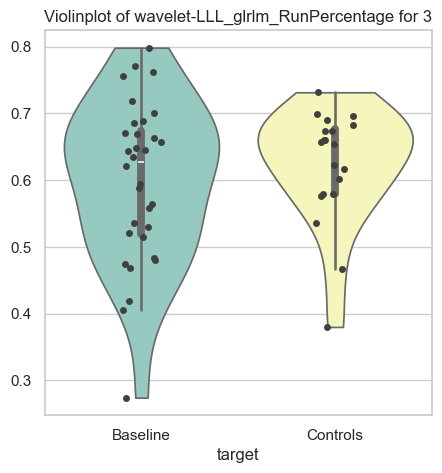 Violinplot of wavelet-LLL_glrlm_RunPercentage for 3
0.8
0.7
0.6
0.5
0.4
0.3
Baseline
Controls
target